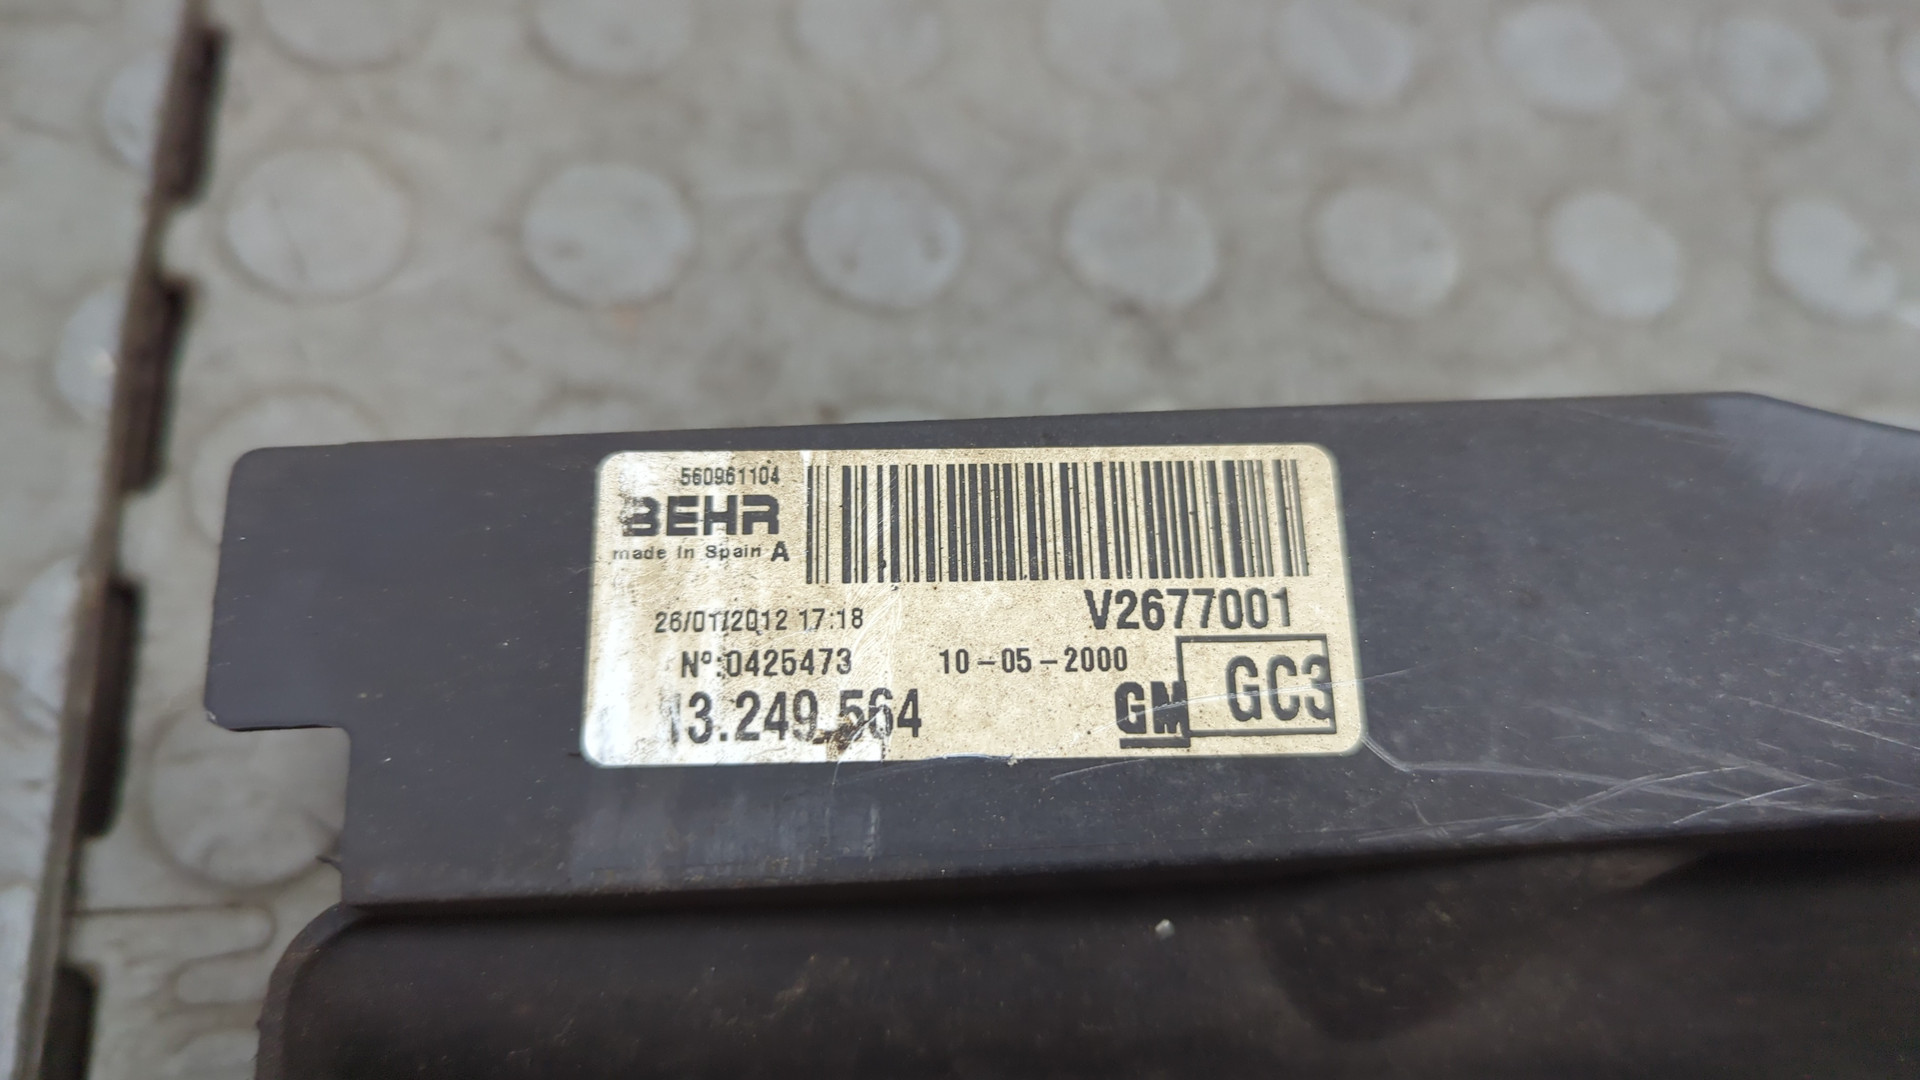 560961104
BEHR
made in Spain A
V2677001
26/01/2012 17:18
Nº:0425473 10-05-2000
13.249.564 GM GC3